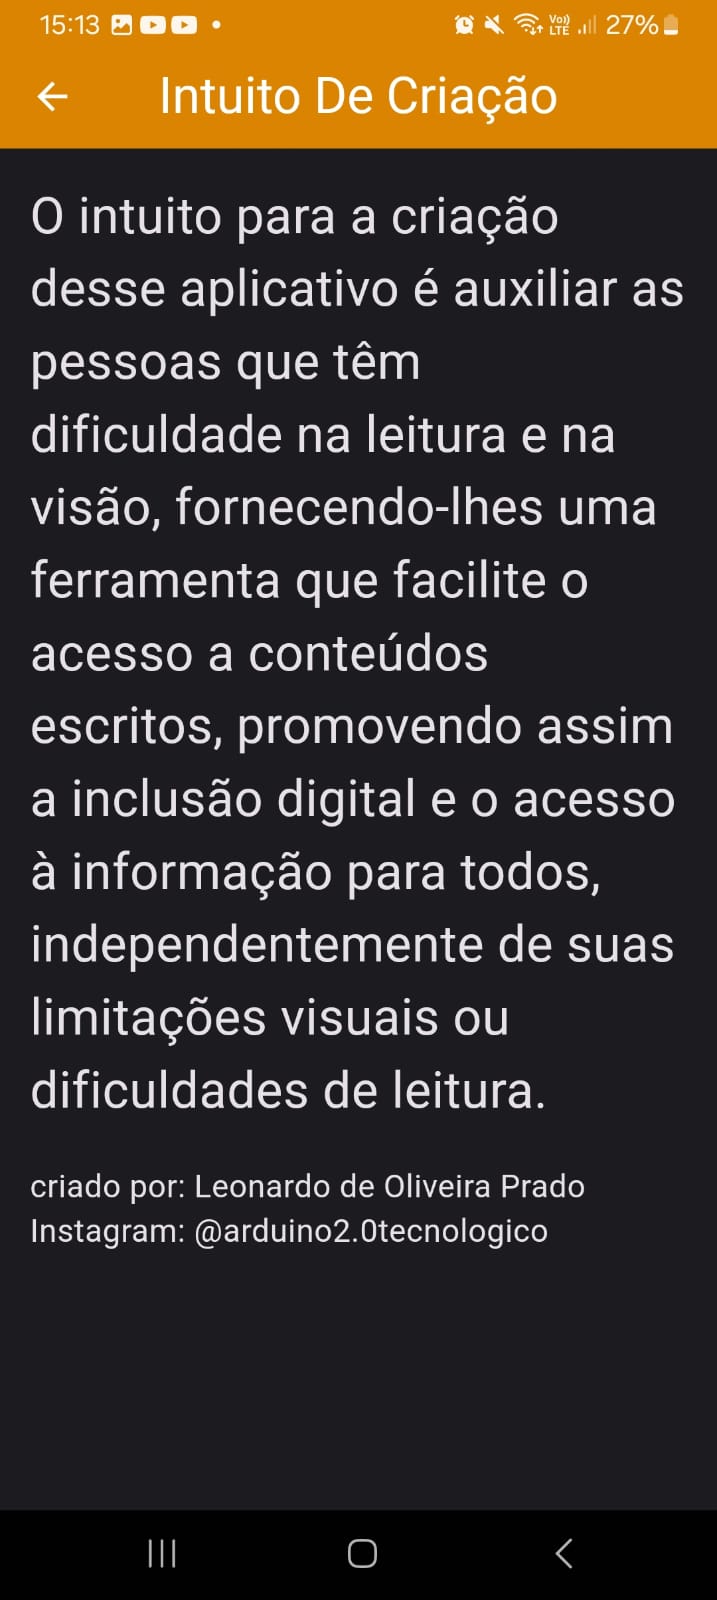 15:13
Vo))
LTE
27%
Intuito De Criação
O intuito para a criação
desse aplicativo é auxiliar as
pessoas que têm
dificuldade na leitura e na
visão, fornecendo-lhes uma
ferramenta que facilite o
acesso a conteúdos
escritos, promovendo assim
a inclusão digital e o acesso
à informação para todos,
independentemente de suas
limitações visuais ou
dificuldades de leitura.
criado por: Leonardo de Oliveira Prado
Instagram: @arduino2.0tecnologico